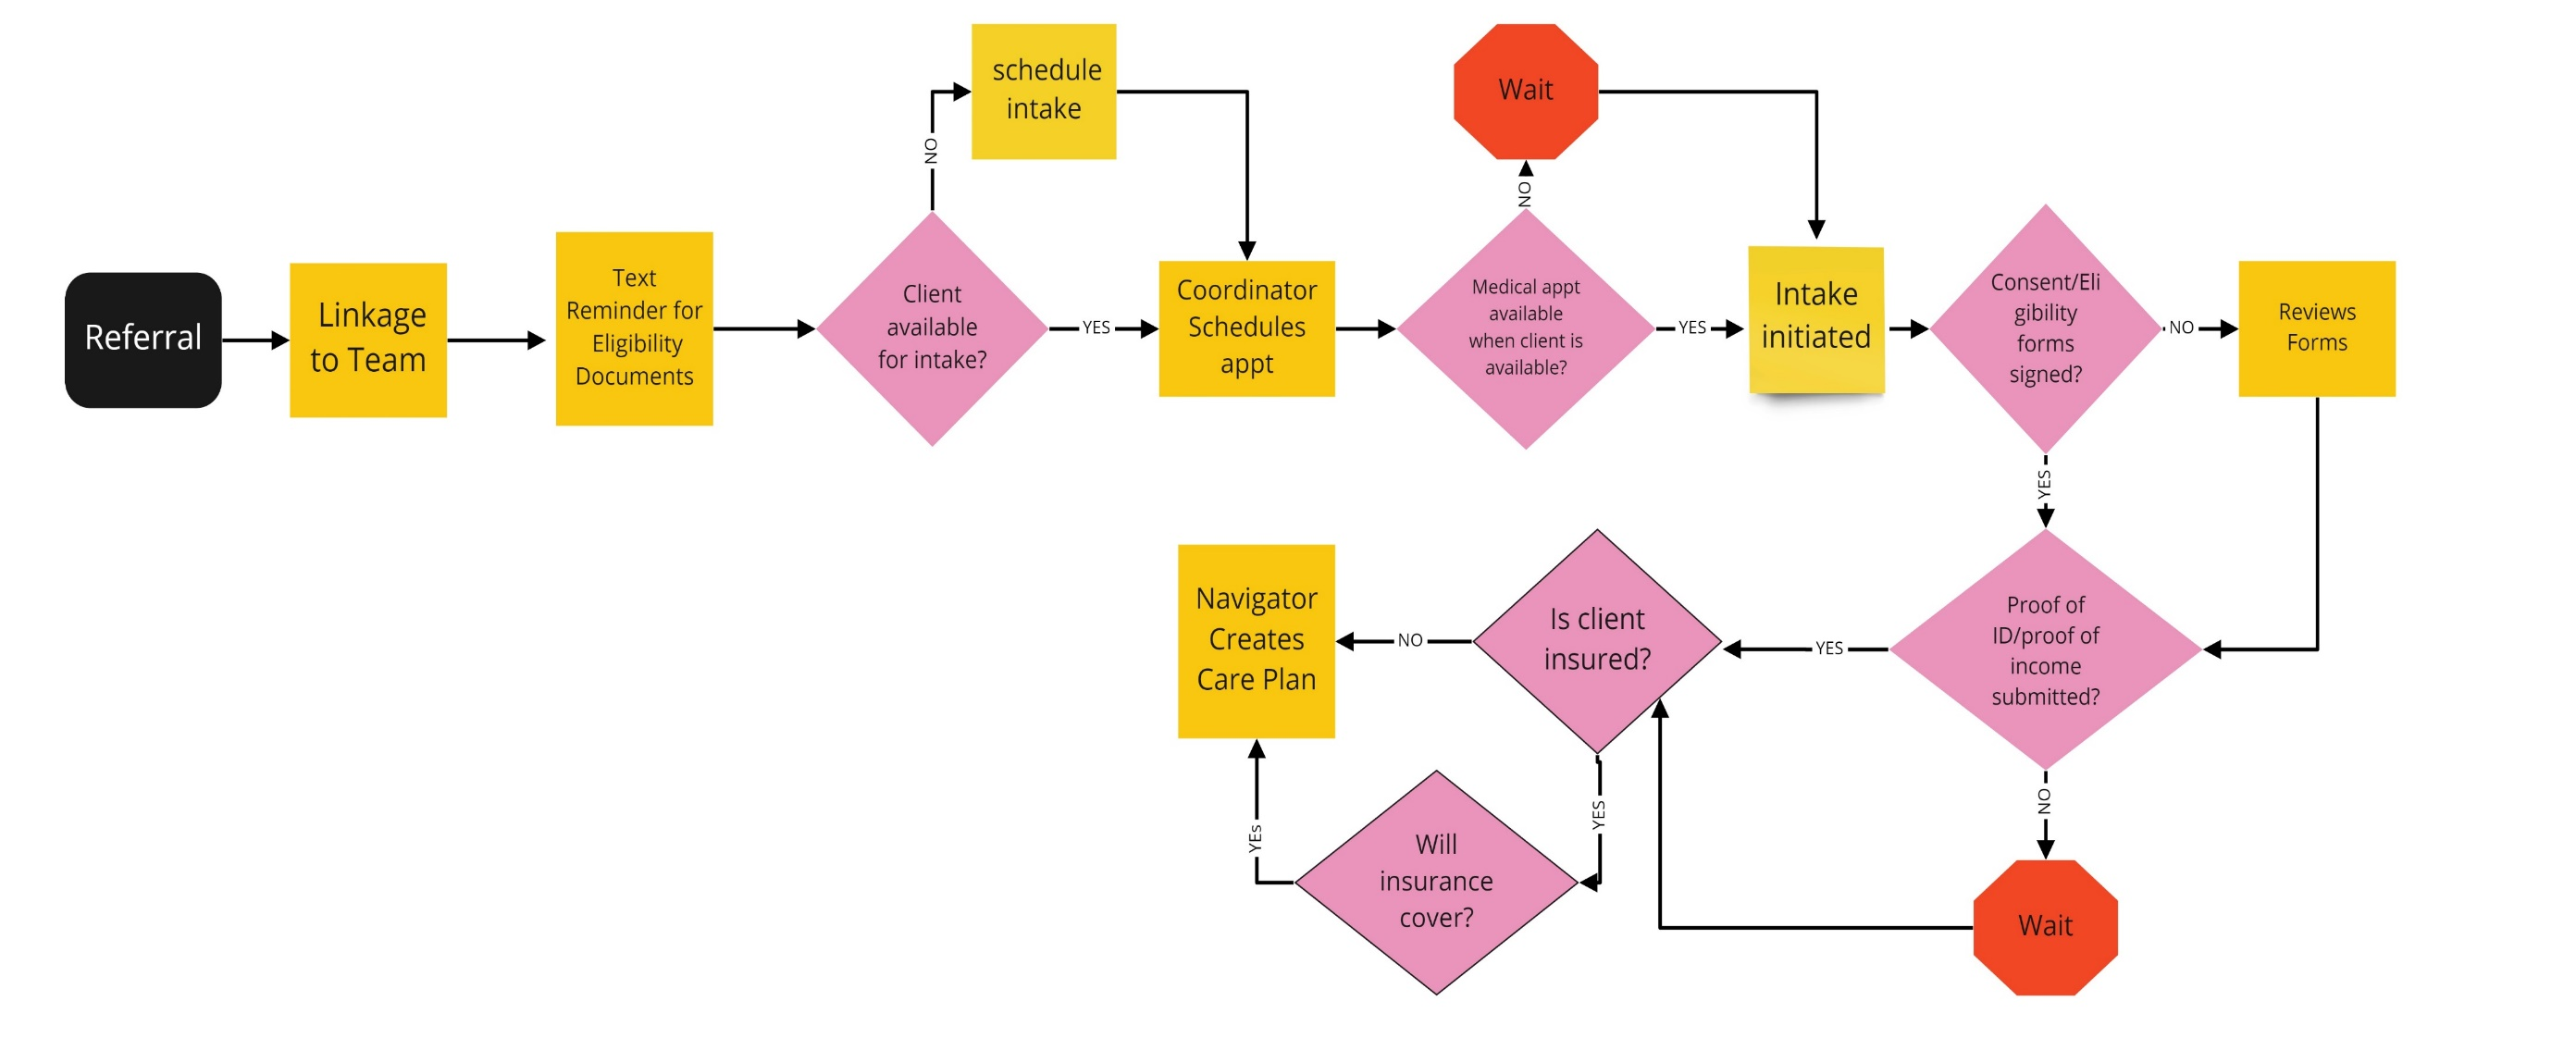 Referral
Linkage
to Team
Text
Reminder for
Eligibility
Documents
Client
available
for intake?
NO
schedule
intake
YES
Coordinator
Schedules
appt
Medical appt
available
when client is
available?
NO
Wait
YES
Intake
initiated
Consent/Eli
gibility
forms
signed?
NO
Reviews
Forms
YES
Proof of
ID/proof of
income
submitted?
YES
NO
Wait
Is client
insured?
NO
YES
Will
insurance
cover?
YEs
Navigator
Creates
Care Plan